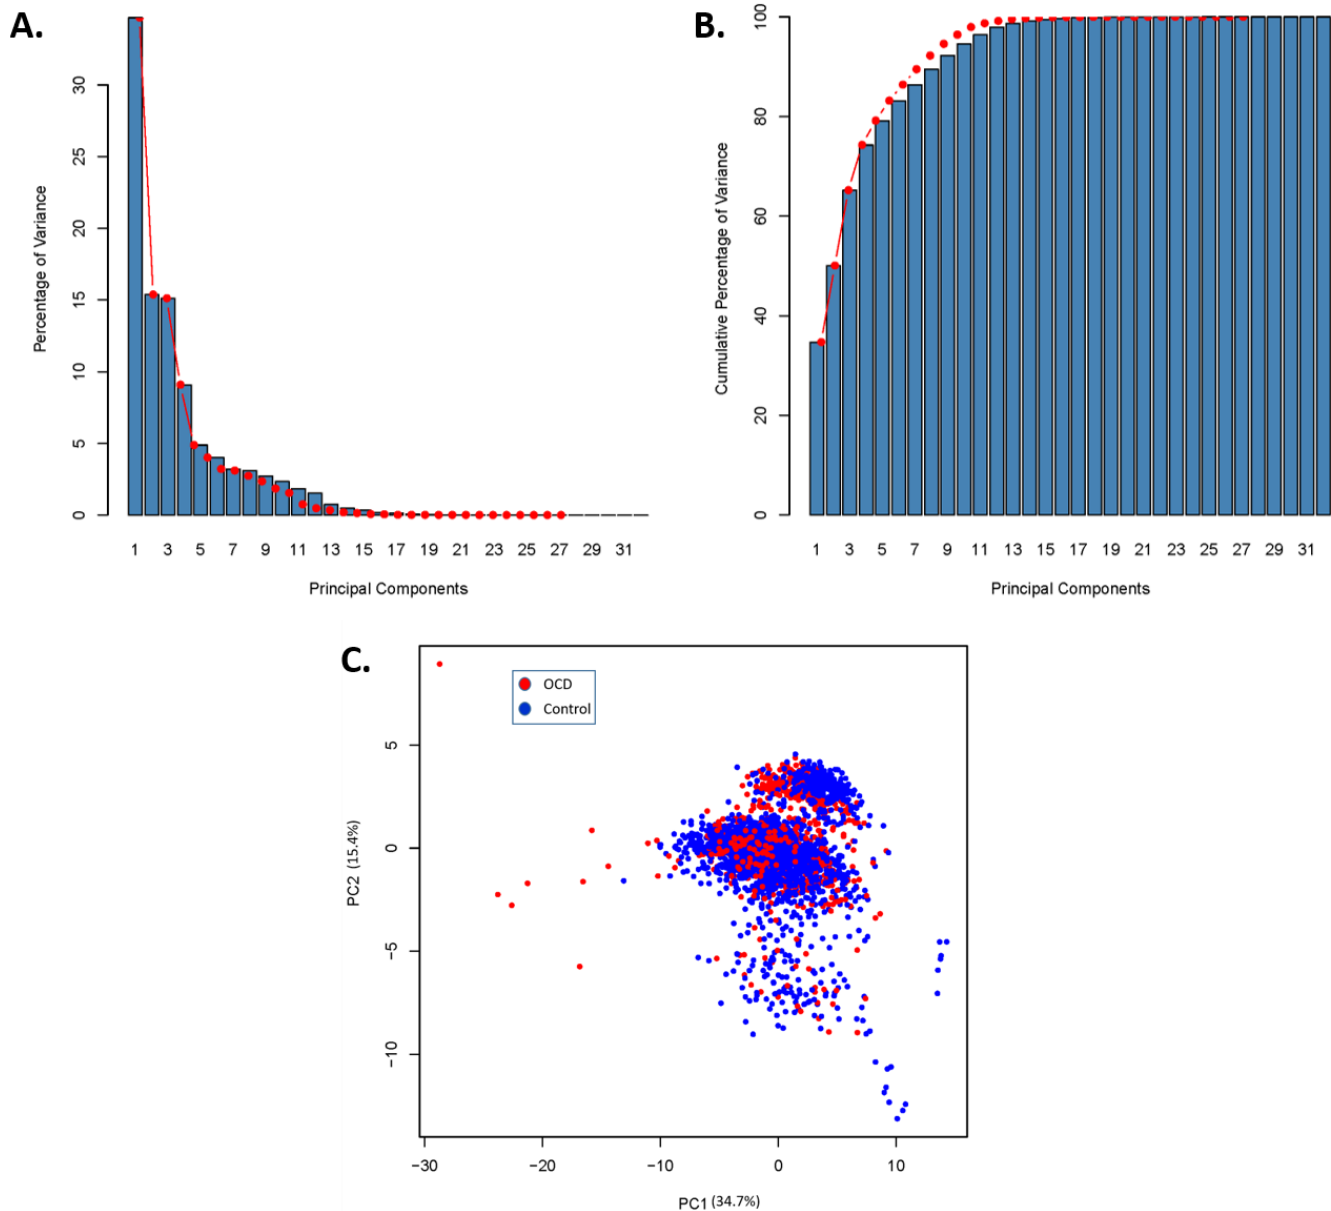 A.
Percentage of Variance
30
25
20
15
10
5
0
1 3 5 7 9 11 13 15 17 19 21 23 25 27 29 31
Principal Components
B.
Cumulative Percentage of Variance
100
80
60
40
20
0
1 3 5 7 9 11 13 15 17 19 21 23 25 27 29 31
Principal Components
C.
OCD
Control
PC2 (15.4%)
5
0
−5
−10
−30 −20 −10 0 10
PC1 (34.7%)